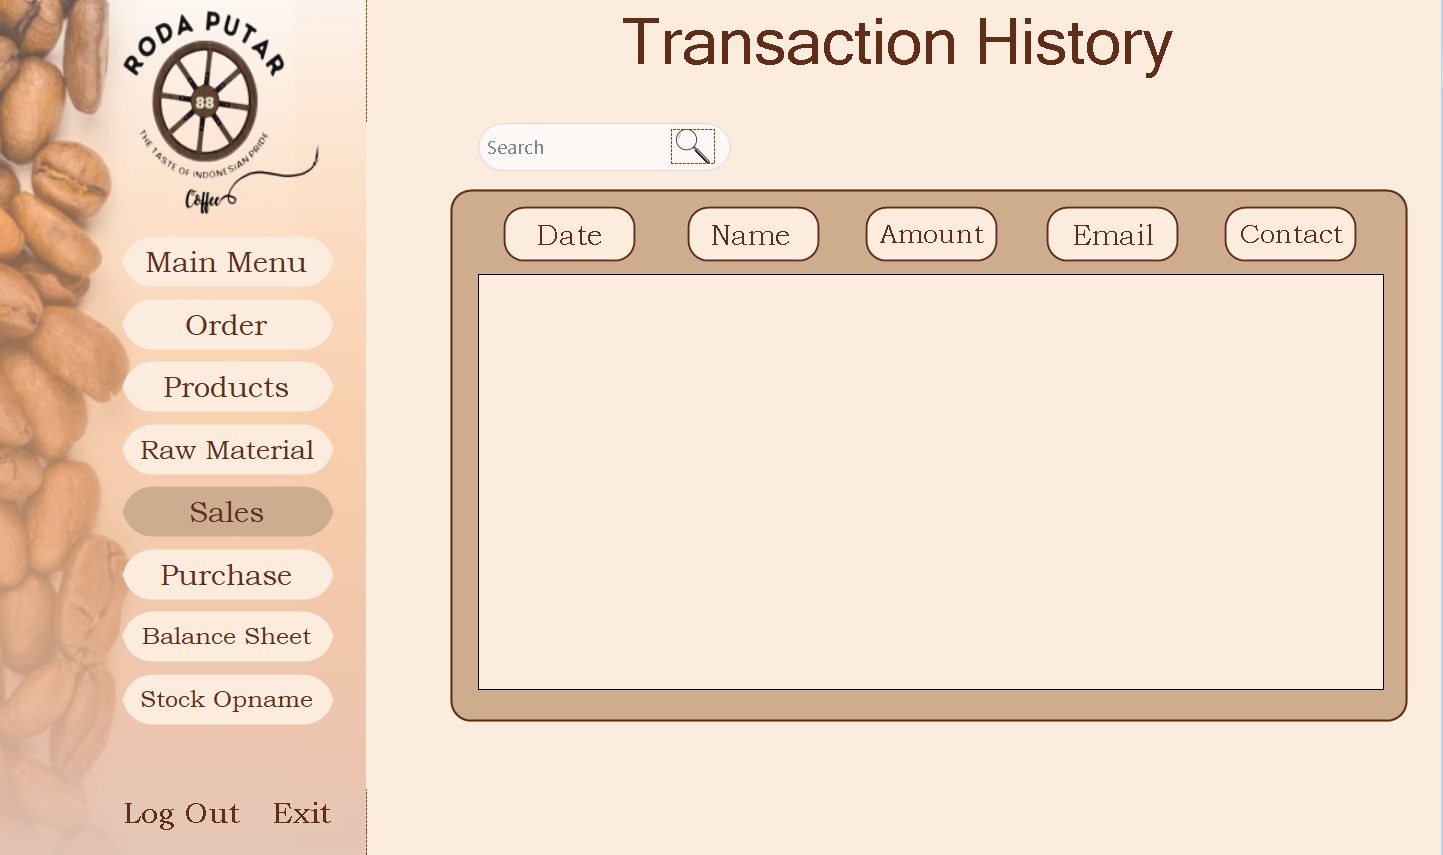 RODA PUTAR
88
THE TASTE OF INDONESIAN PRIDE
Coffee
Main Menu
Order
Products
Raw Material
Sales
Purchase
Balance Sheet
Stock Opname
Log Out Exit
Transaction History
Search
Date Name Amount Email Contact